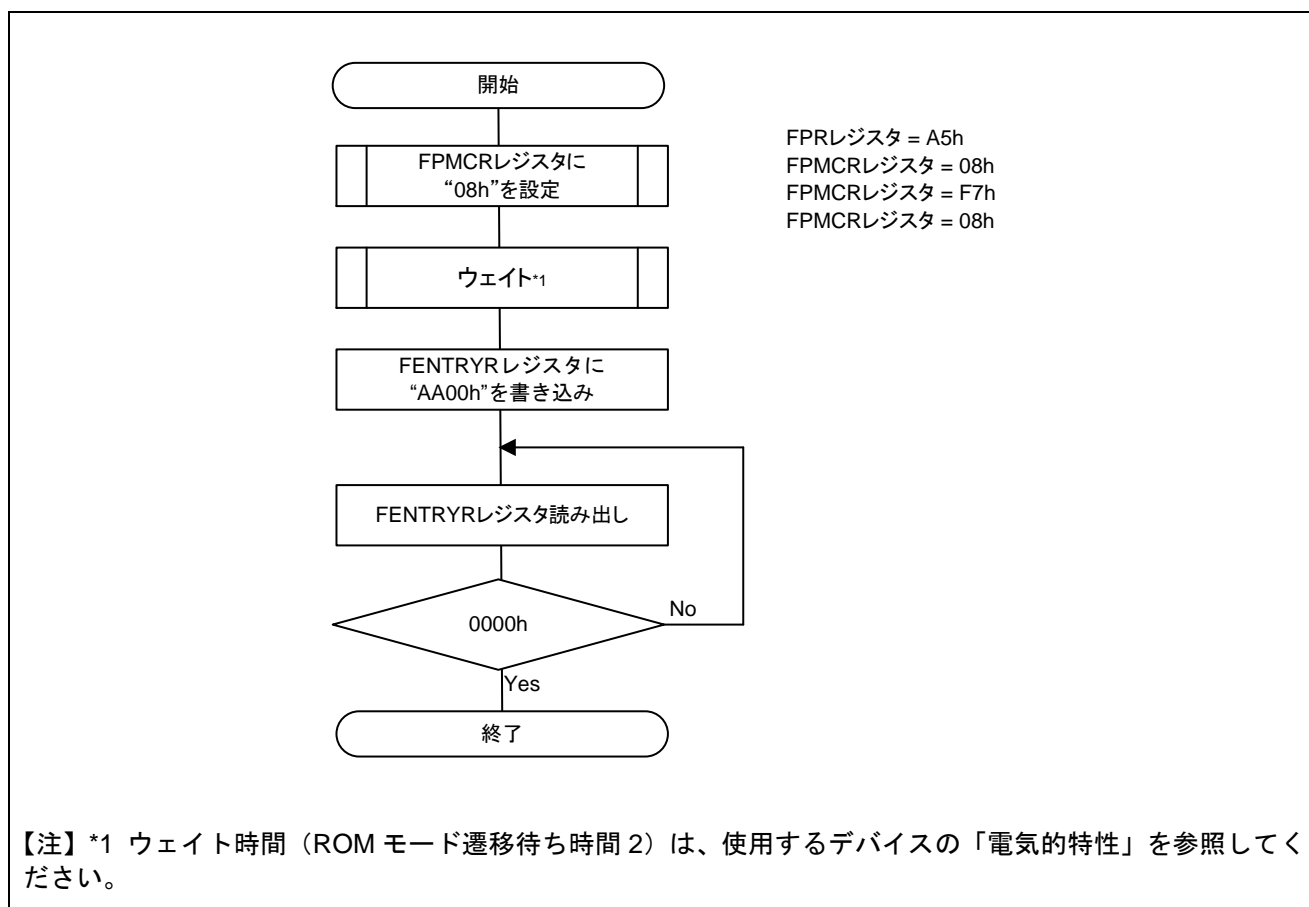 開始
FPMCRレジスタに
“08h”を設定
FPRレジスタ = A5h
FPMCRレジスタ = 08h
FPMCRレジスタ = F7h
FPMCRレジスタ = 08h
ウェイト*1
FENTRYRレジスタに
“AA00h”を書き込み
FENTRYRレジスタ読み出し
0000h
No
Yes
終了
【注】*1 ウェイト時間（ROM モード遷移待ち時間 2）は、使用するデバイスの「電気的特性」を参照してく
ださい。